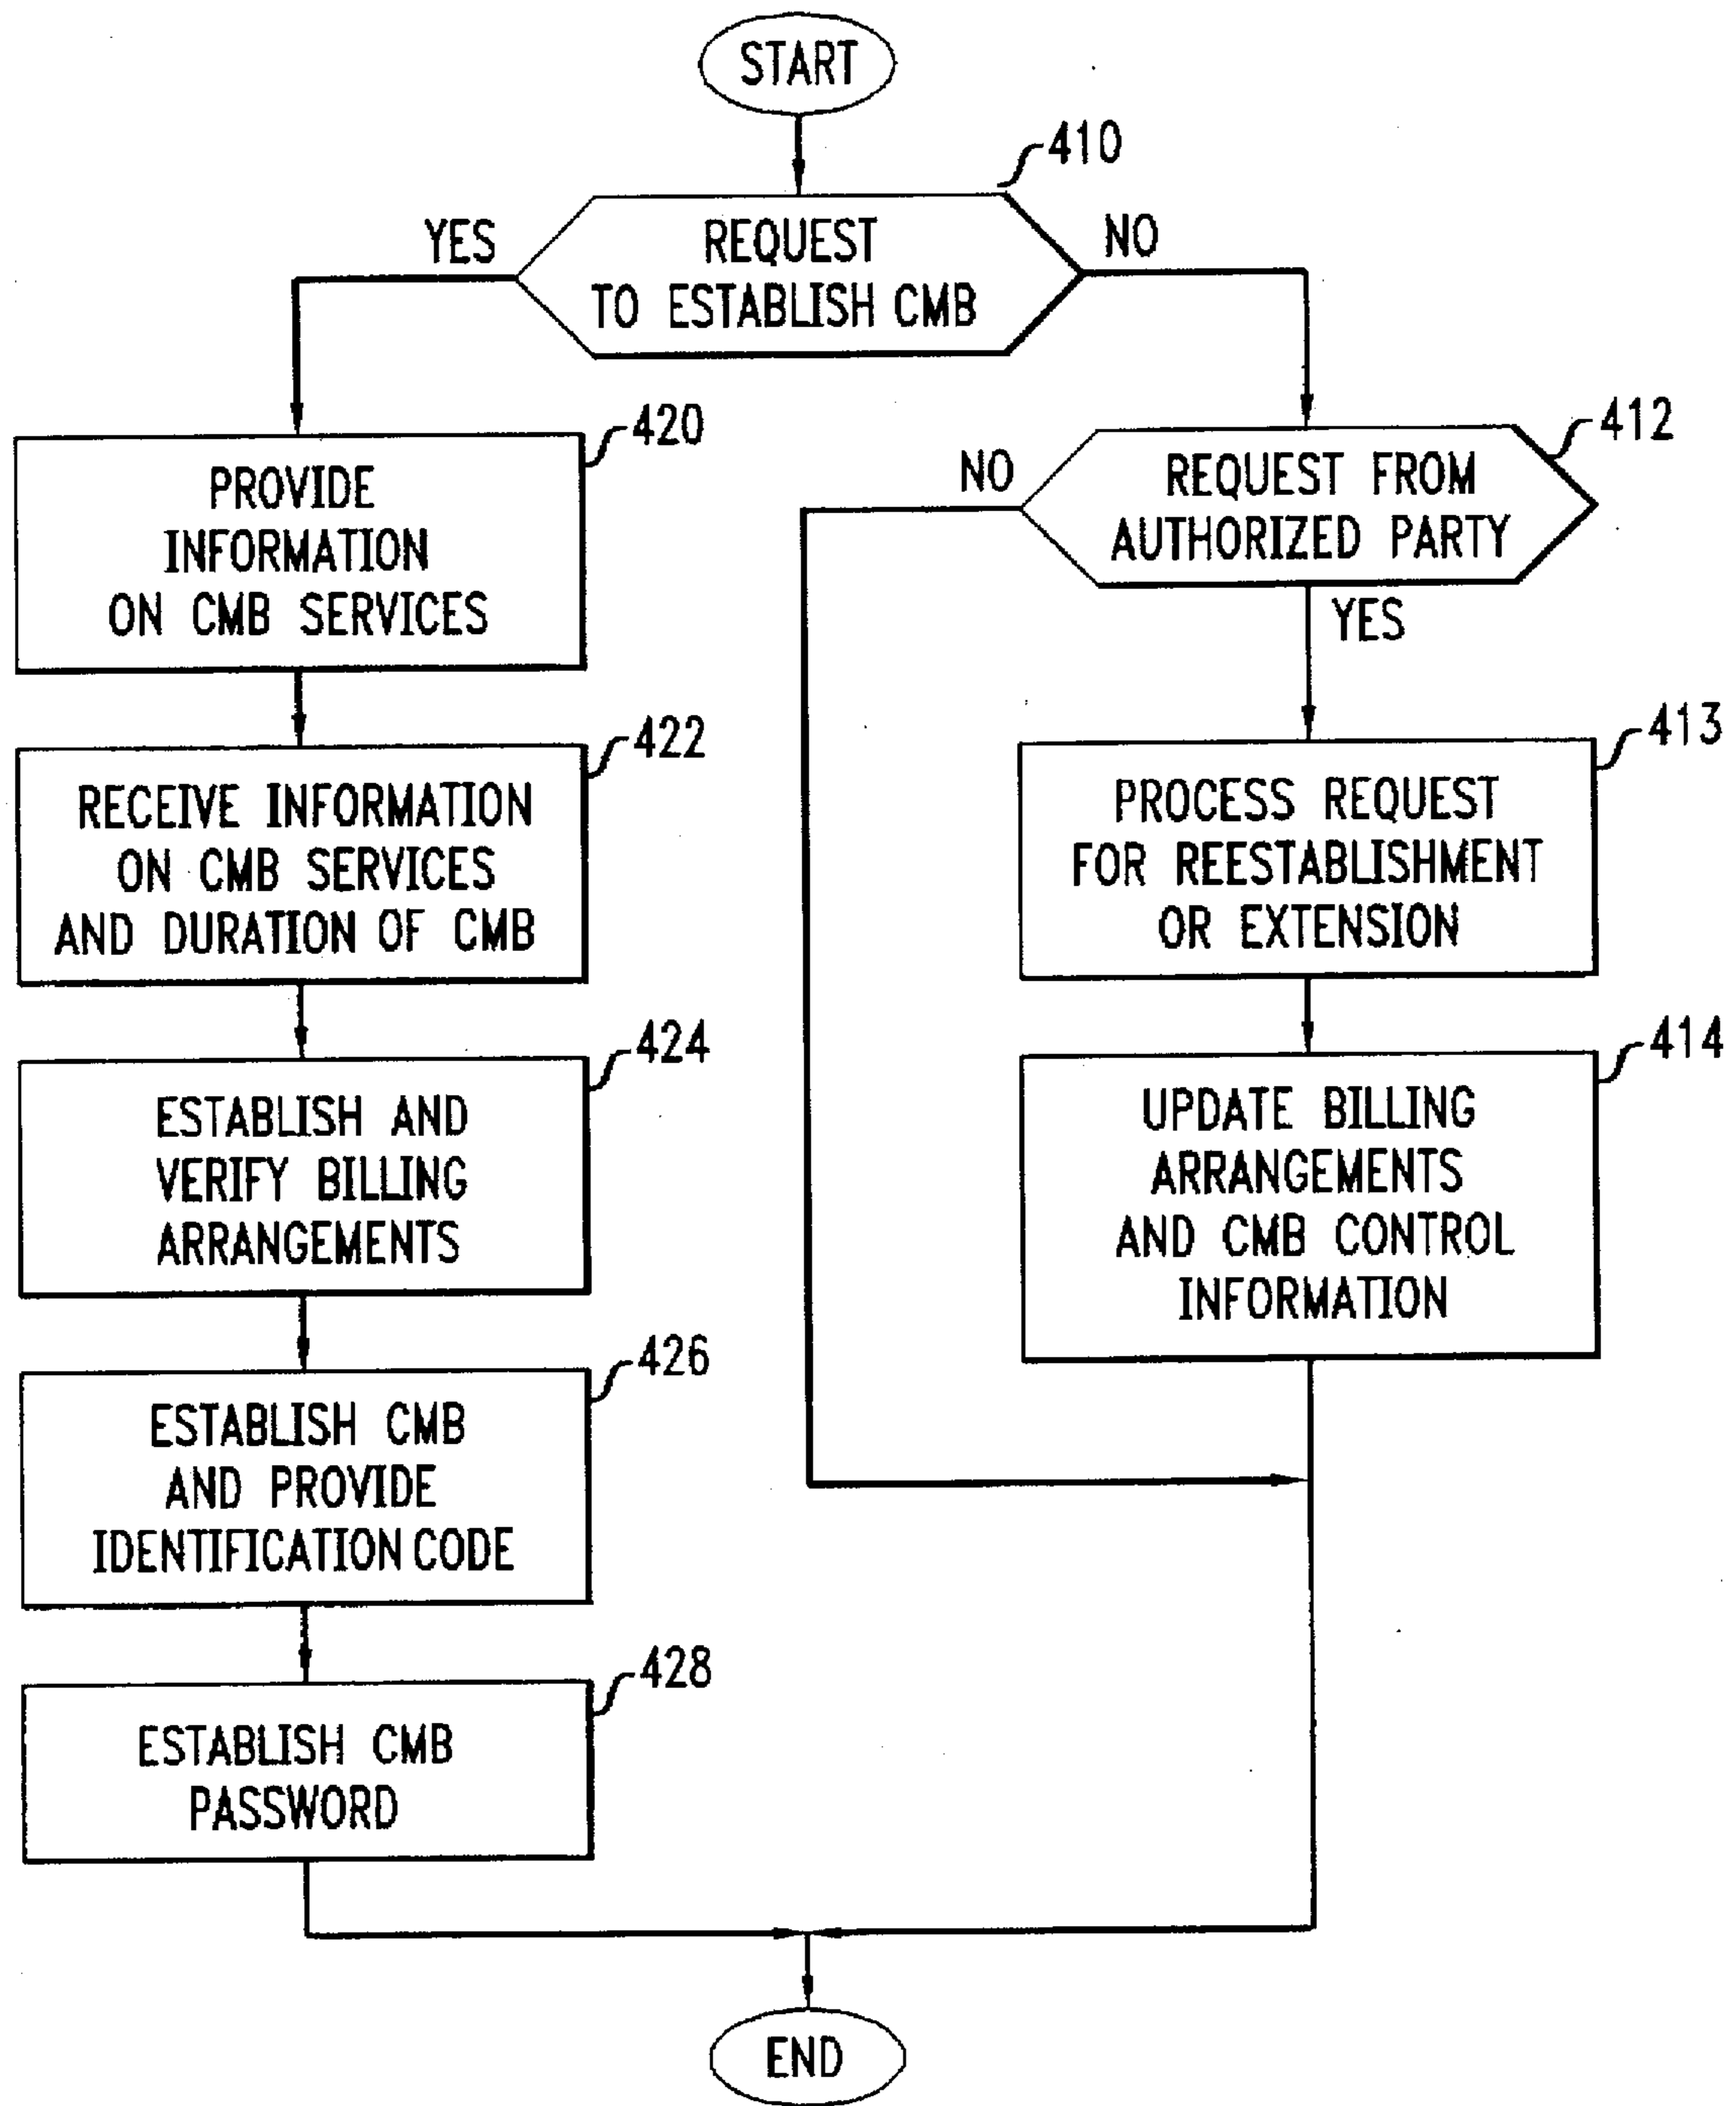 START
410
YES
REQUEST
TO ESTABLISH CMB
NO
420
PROVIDE
INFORMATION
ON CMB SERVICES
412
NO
REQUEST FROM
AUTHORIZED PARTY
YES
422
RECEIVE INFORMATION
ON CMB SERVICES
AND DURATION OF CMB
413
PROCESS REQUEST
FOR REESTABLISHMENT
OR EXTENSION
424
ESTABLISH AND
VERIFY BILLING
ARRANGEMENTS
414
UPDATE BILLING
ARRANGEMENTS
AND CMB CONTROL
INFORMATION
426
ESTABLISH CMB
AND PROVIDE
IDENTIFICATION CODE
428
ESTABLISH CMB
PASSWORD
END